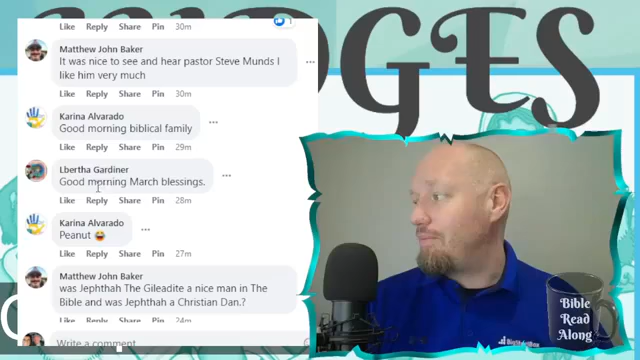 DGES
Like Reply Share Pin 30m
1
Matthew John Baker
It was nice to see and hear pastor Steve Munds I
like him very much
Like Reply Share Pin 30m
Karina Alvarado
Good morning biblical family
Like Reply Share Pin 29m
Lbertha Gardiner
Good morning March blessings.
Like Reply Share Pin 28m
Karina Alvarado
Peanut 😂
Like Reply Share Pin 27m
Matthew John Baker
was Jephthah The Gileadite a nice man in The
Bible and was Jephthah a Christian Dan.?
Like Reply Share Pin 24m
Write a comment...
Bible
Read
Along